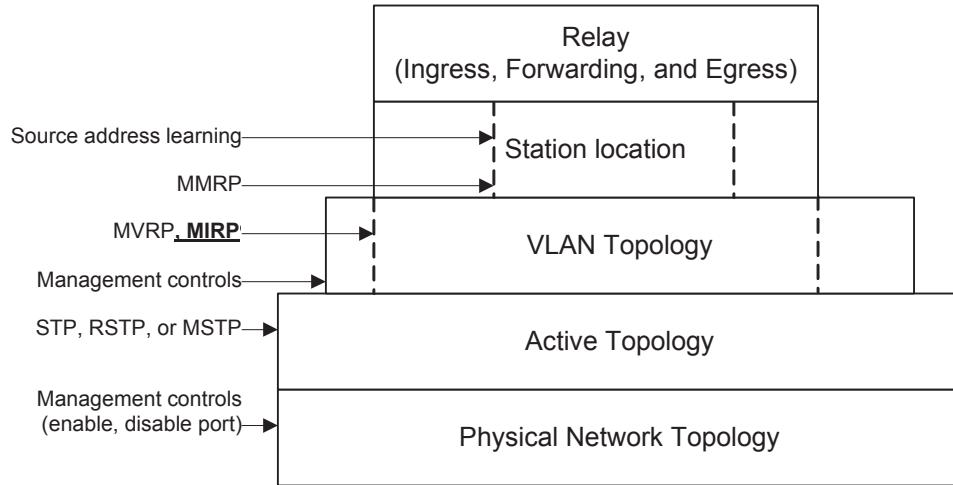 Relay
(Ingress, Forwarding, and Egress)
Source address learning
Station location
MMRP
MVRP, MIRP
VLAN Topology
Management controls
STP, RSTP, or MSTP
Active Topology
Management controls
(enable, disable port)
Physical Network Topology